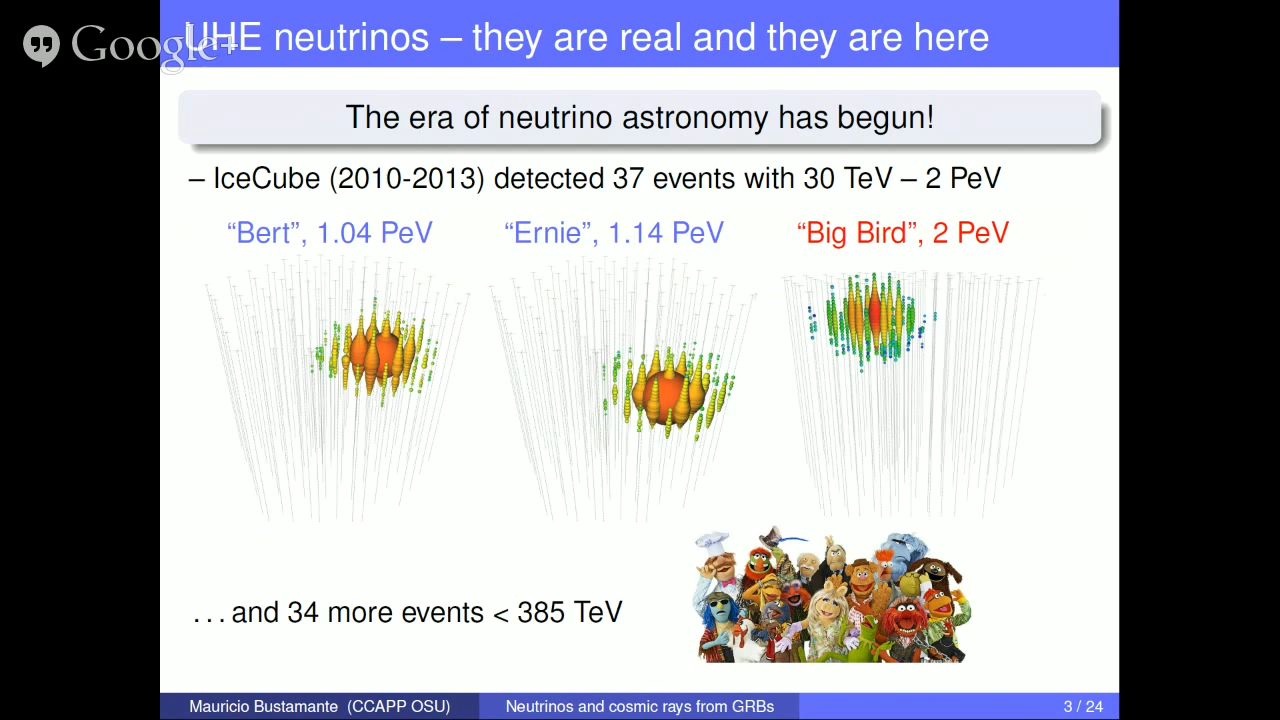 Google+
UHE neutrinos – they are real and they are here
The era of neutrino astronomy has begun!
– IceCube (2010-2013) detected 37 events with 30 TeV – 2 PeV
“Bert”, 1.04 PeV “Ernie”, 1.14 PeV “Big Bird”, 2 PeV
. . . and 34 more events < 385 TeV
Mauricio Bustamante (CCAPP OSU) Neutrinos and cosmic rays from GRBs 3 / 24